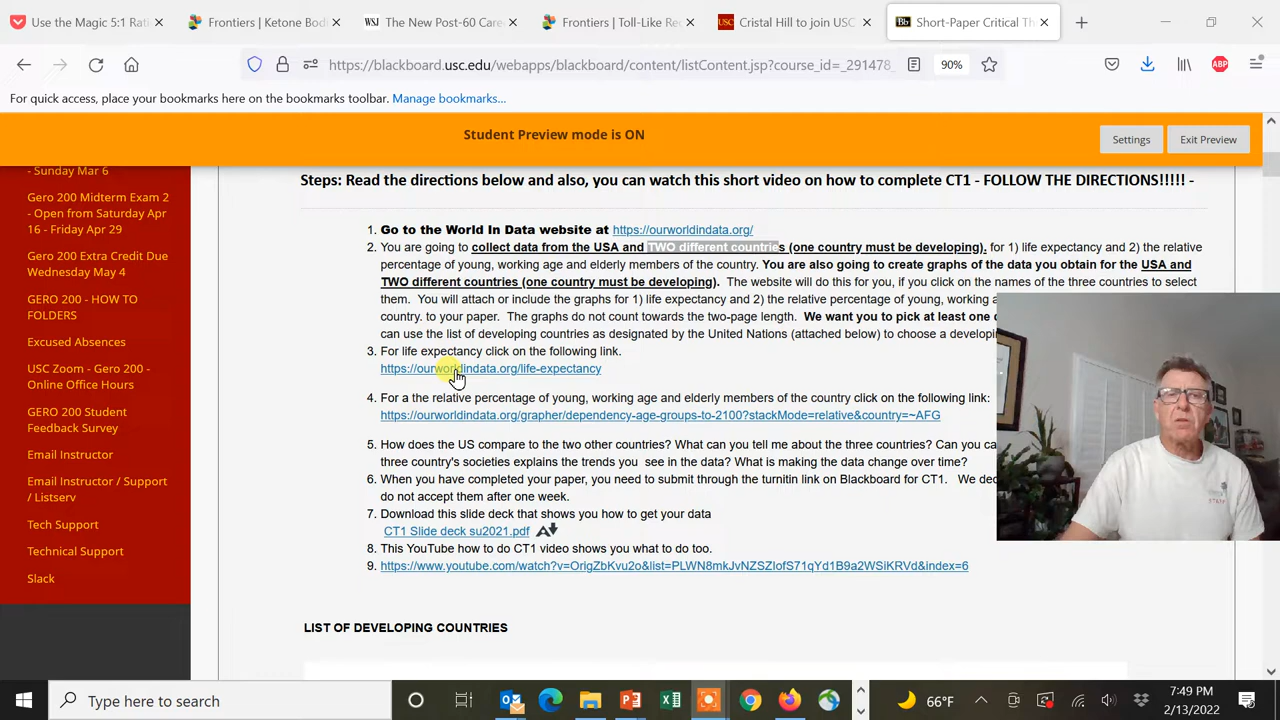 Use the Magic 5:1 Rati
Frontiers | Ketone Bodi
WSJ The New Post-60 Care
Frontiers | Toll-Like Rec
USC Cristal Hill to join USC
Bb Short-Paper Critical Th
https://blackboard.usc.edu/webapps/blackboard/content/listContent.jsp?course_id=_291478_
90%
ABP
For quick access, place your bookmarks here on the bookmarks toolbar. Manage bookmarks...
Student Preview mode is ON
Settings
Exit Preview
- Sunday Mar 6
Gero 200 Midterm Exam 2
- Open from Saturday Apr
16 - Friday Apr 29
Gero 200 Extra Credit Due
Wednesday May 4
GERO 200 - HOW TO
FOLDERS
Excused Absences
USC Zoom - Gero 200 -
Online Office Hours
GERO 200 Student
Feedback Survey
Email Instructor
Email Instructor / Support
/ Listserv
Tech Support
Technical Support
Slack
Steps: Read the directions below and also, you can watch this short video on how to complete CT1 - FOLLOW THE DIRECTIONS!!!!! -
1. Go to the World In Data website at https://ourworldindata.org/
2. You are going to collect data from the USA and TWO different countries (one country must be developing). for 1) life expectancy and 2) the relative
percentage of young, working age and elderly members of the country. You are also going to create graphs of the data you obtain for the USA and
TWO different countries (one country must be developing). The website will do this for you, if you click on the names of the three countries to select
them. You will attach or include the graphs for 1) life expectancy and 2) the relative percentage of young, working a
country. to your paper. The graphs do not count towards the two-page length. We want you to pick at least one d
can use the list of developing countries as designated by the United Nations (attached below) to choose a developi
3. For life expectancy click on the following link.
https://ourworldindata.org/life-expectancy
4. For a the relative percentage of young, working age and elderly members of the country click on the following link:
https://ourworldindata.org/grapher/dependency-age-groups-to-2100?stackMode=relative&country=~AFG
5. How does the US compare to the two other countries? What can you tell me about the three countries? Can you ca
three country's societies explains the trends you see in the data? What is making the data change over time?
6. When you have completed your paper, you need to submit through the turnitin link on Blackboard for CT1. We dec
do not accept them after one week.
7. Download this slide deck that shows you how to get your data
CT1 Slide deck su2021.pdf
8. This YouTube how to do CT1 video shows you what to do too.
9. https://www.youtube.com/watch?v=OrigZbKvu2o&list=PLWN8mkJvNZSZIofS71qYd1B9a2WSiKRVd&index=6
LIST OF DEVELOPING COUNTRIES
Type here to search
66°F
7:49 PM
2/13/2022